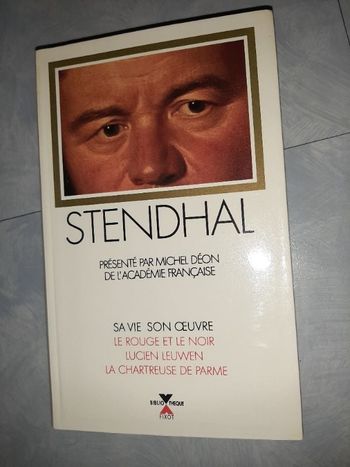 STENDHAL
PRÉSENTÉ PAR MICHEL DÉON
DE L'ACADÉMIE FRANÇAISE
SA VIE SON ŒUVRE
LE ROUGE ET LE NOIR
LUCIEN LEUWEN
LA CHARTREUSE DE PARME
BIBLIOTHÈQUE
FIXOT